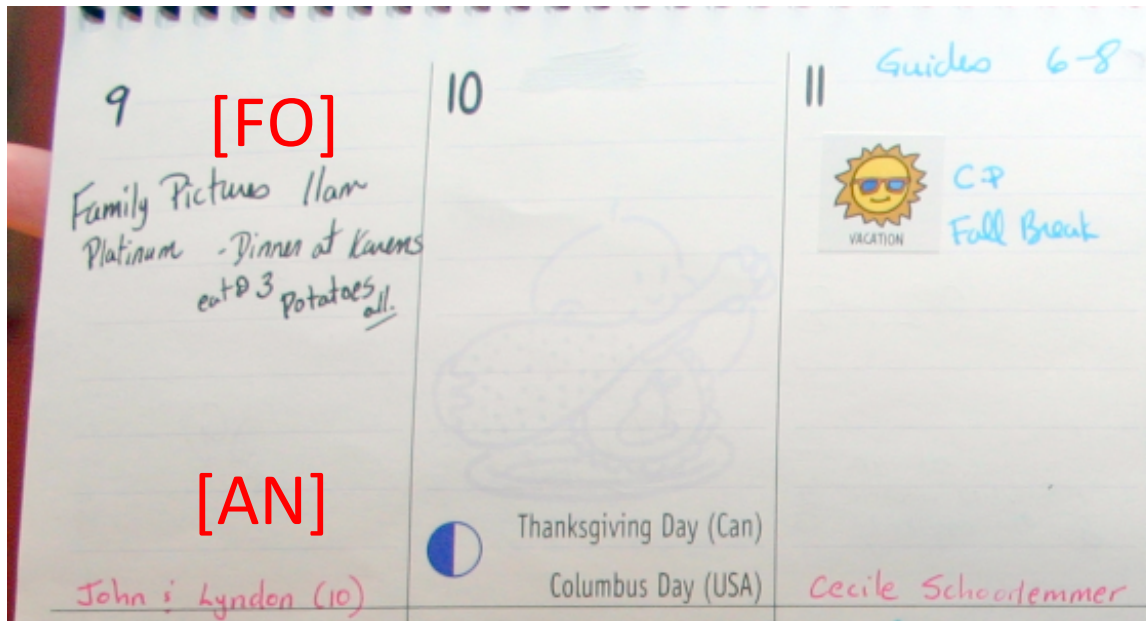 9
[FO]
Family Pictures 11am
Platinum - Dinner at Karens
eat @ 3 Potatoes
all.
[AN]
John & Lyndon (10)
10
Thanksgiving Day (Can)
Columbus Day (USA)
11
Guides 6-8
VACATION
C+P
Fall Break
Cecile Schoorlemmer